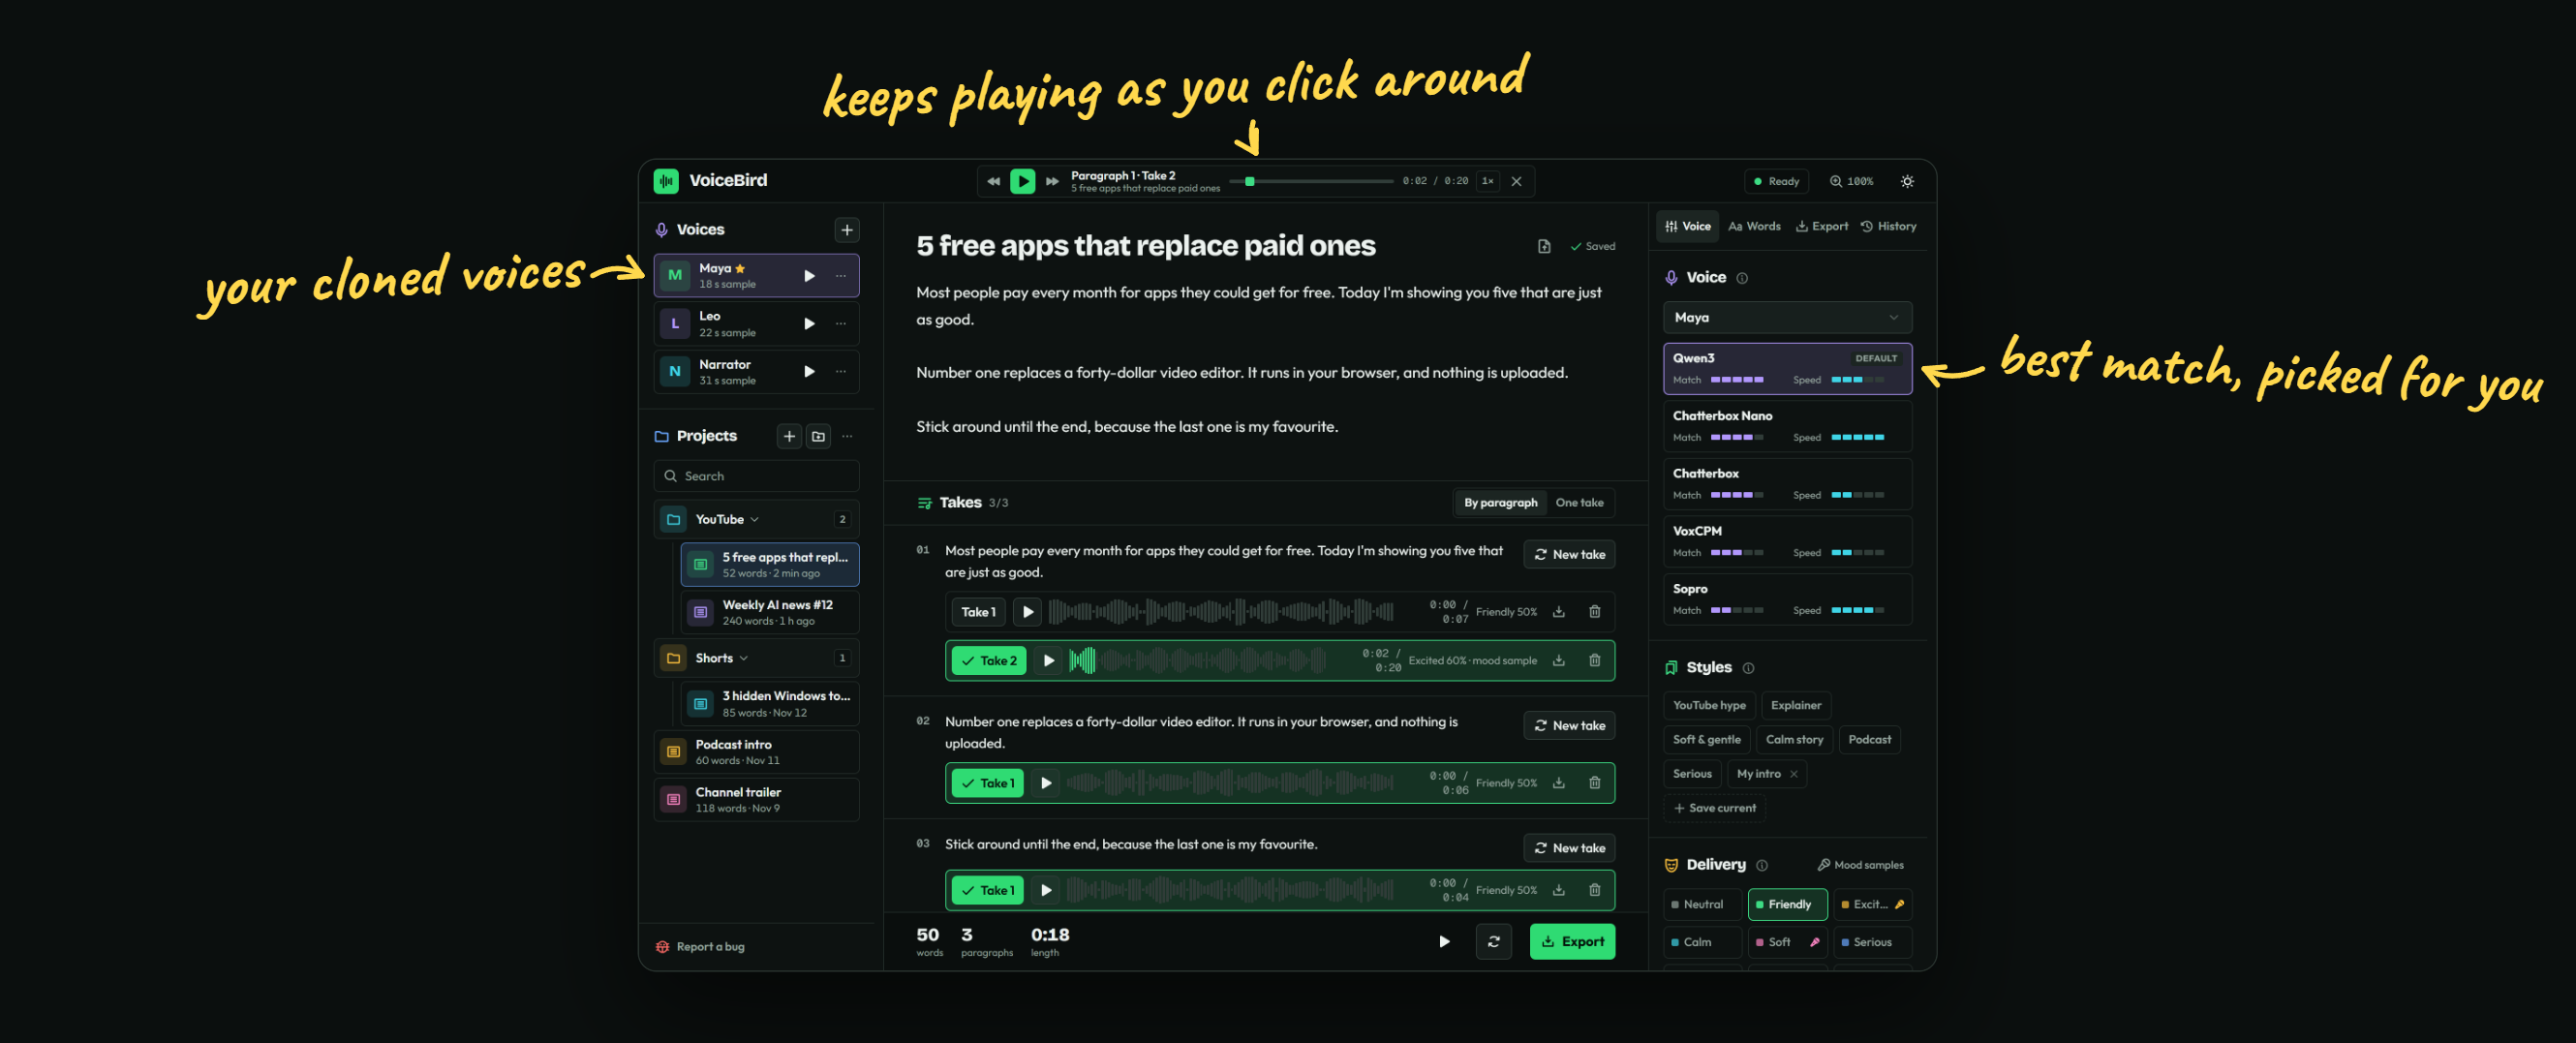 keeps playing as you click around
your cloned voices
best match, picked for you
VoiceBird
Paragraph 1 · Take 2
5 free apps that replace paid ones
0:02 / 0:20
1×
Ready
100%
Voices
M
Maya
18 s sample
L
Leo
22 s sample
N
Narrator
31 s sample
Projects
Search
YouTube
2
5 free apps that repl...
52 words · 2 min ago
Weekly AI news #12
240 words · 1 h ago
Shorts
1
3 hidden Windows to...
85 words · Nov 12
Podcast intro
60 words · Nov 11
Channel trailer
118 words · Nov 9
Report a bug
5 free apps that replace paid ones
Saved
Most people pay every month for apps they could get for free. Today I'm showing you five that are just
as good.
Number one replaces a forty-dollar video editor. It runs in your browser, and nothing is uploaded.
Stick around until the end, because the last one is my favourite.
Takes 3/3
By paragraph
One take
01
Most people pay every month for apps they could get for free. Today I'm showing you five that
are just as good.
New take
Take 1
0:00 /
0:07
Friendly 50%
Take 2
0:02 /
0:20
Excited 60% · mood sample
02
Number one replaces a forty-dollar video editor. It runs in your browser, and nothing is
uploaded.
New take
Take 1
0:00 /
0:06
Friendly 50%
03
Stick around until the end, because the last one is my favourite.
New take
Take 1
0:00 /
0:04
Friendly 50%
50
words
3
paragraphs
0:18
length
Export
Voice
Aa Words
Export
History
Voice
Maya
Qwen3
DEFAULT
Match
Speed
Chatterbox Nano
Match
Speed
Chatterbox
Match
Speed
VoxCPM
Match
Speed
Sopro
Match
Speed
Styles
YouTube hype
Explainer
Soft & gentle
Calm story
Podcast
Serious
My intro
Save current
Delivery
Mood samples
Neutral
Friendly
Excit...
Calm
Soft
Serious